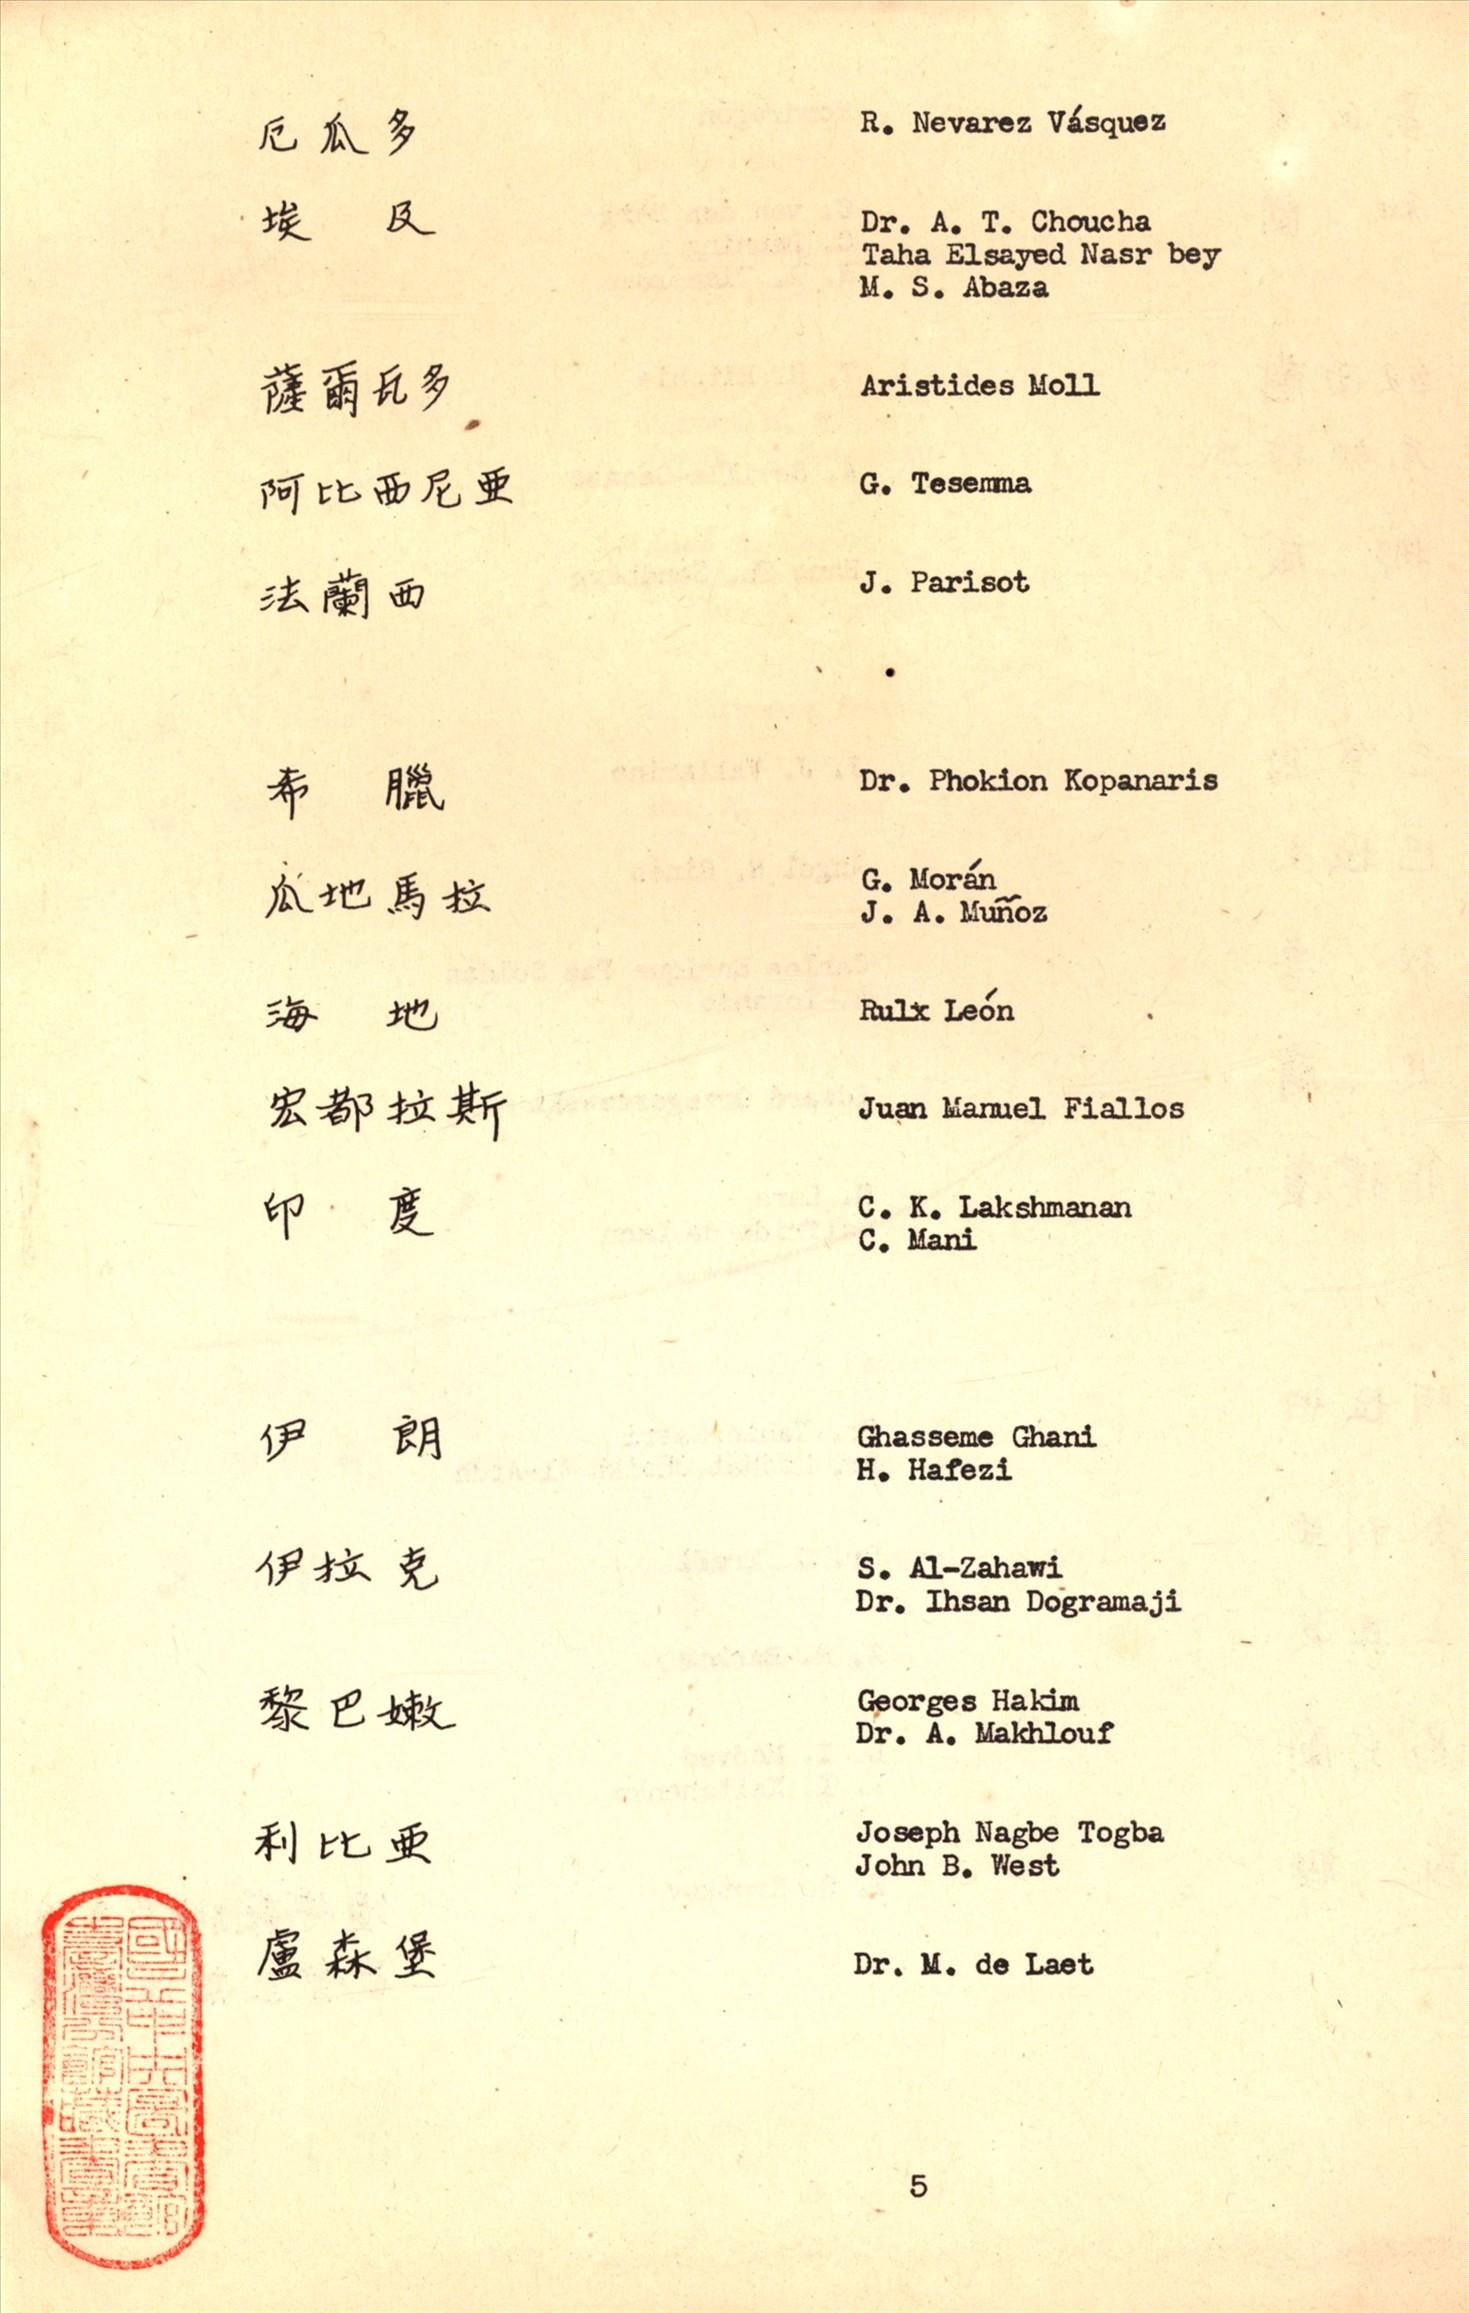 厄瓜多 R. Nevarez Vásquez
埃及 Dr. A. T. Choucha
Taha Elsayed Nasr bey
M. S. Abaza
薩爾瓦多 Aristides Moll
阿比西尼亜 G. Tesemma
法蘭西 J. Parisot
希臘 Dr. Phokion Kopanaris
瓜地馬拉 G. Morán
J. A. Muñoz
海地 Rulx León
宏都拉斯 Juan Manuel Fiallos
印度 C. K. Lakshmanan
C. Mani
伊朗 Ghasseme Ghani
H. Hafezi
伊拉克 S. Al-Zahawi
Dr. Ihsan Dogramaji
黎巴嫩 Georges Hakim
Dr. A. Makhlouf
利比亜 Joseph Nagbe Togba
John B. West
盧森堡 Dr. M. de Laet
5